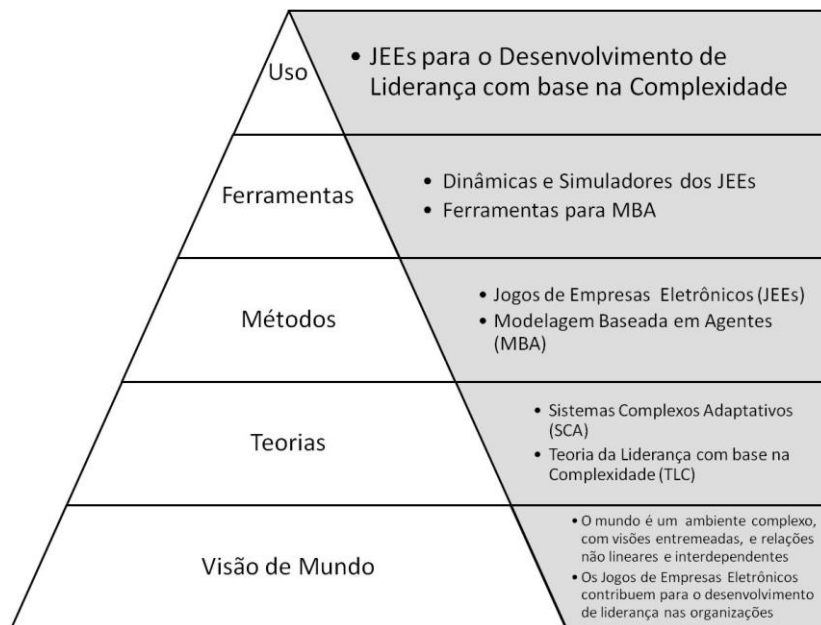 Uso
• JEEs para o Desenvolvimento de
Liderança com base na Complexidade
Ferramentas
• Dinâmicas e Simuladores dos JEEs
• Ferramentas para MBA
Métodos
• Jogos de Empresas Eletrônicos (JEEs)
• Modelagem Baseada em Agentes
(MBA)
Teorias
• Sistemas Complexos Adaptativos
(SCA)
• Teoria da Liderança com base na
Complexidade (TLC)
Visão de Mundo
• O mundo é um ambiente complexo,
com visões entremeadas, e relações
não lineares e interdependentes
• Os Jogos de Empresas Eletrônicos
contribuem para o desenvolvimento
de liderança nas organizações